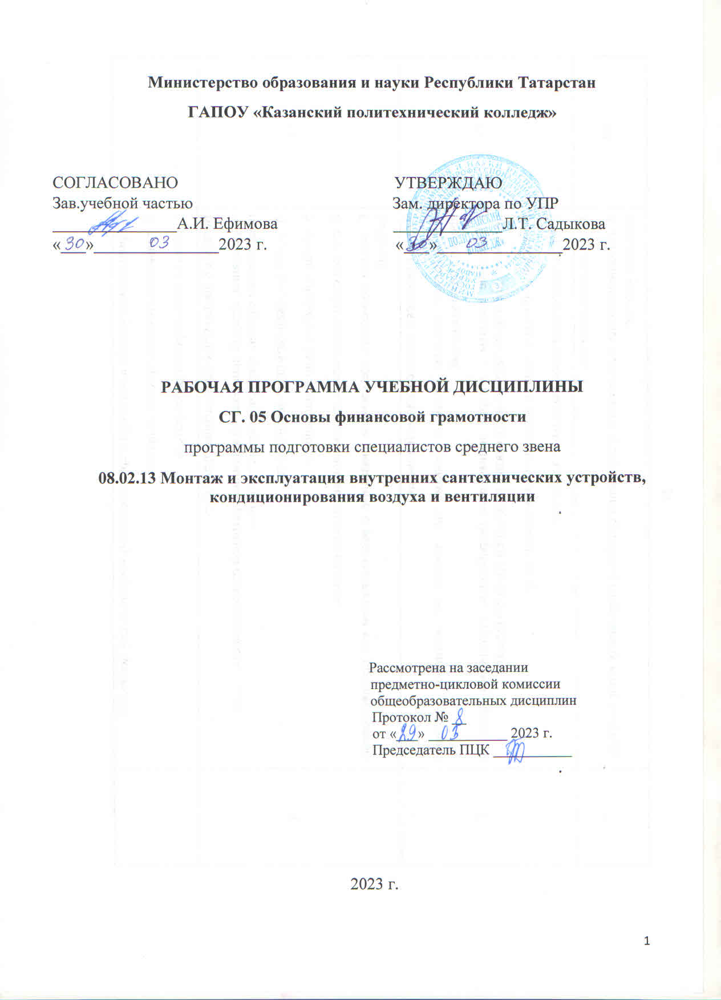 Министерство образования и науки Республики Татарстан
ГАПОУ «Казанский политехнический колледж»
СОГЛАСОВАНО
Зав.учебной частью
А.И. Ефимова
«30» 03 2023 г.
УТВЕРЖДАЮ
Зам. директора по УПР
Л.Т. Садыкова
«30» 03 2023 г.
РАБОЧАЯ ПРОГРАММА УЧЕБНОЙ ДИСЦИПЛИНЫ
СГ. 05 Основы финансовой грамотности
программы подготовки специалистов среднего звена
08.02.13 Монтаж и эксплуатация внутренних сантехнических устройств,
кондиционирования воздуха и вентиляции
Рассмотрена на заседании
предметно-цикловой комиссии
общеобразовательных дисциплин
Протокол № 8
от «29» 03 2023 г.
Председатель ПЦК
2023 г.
1